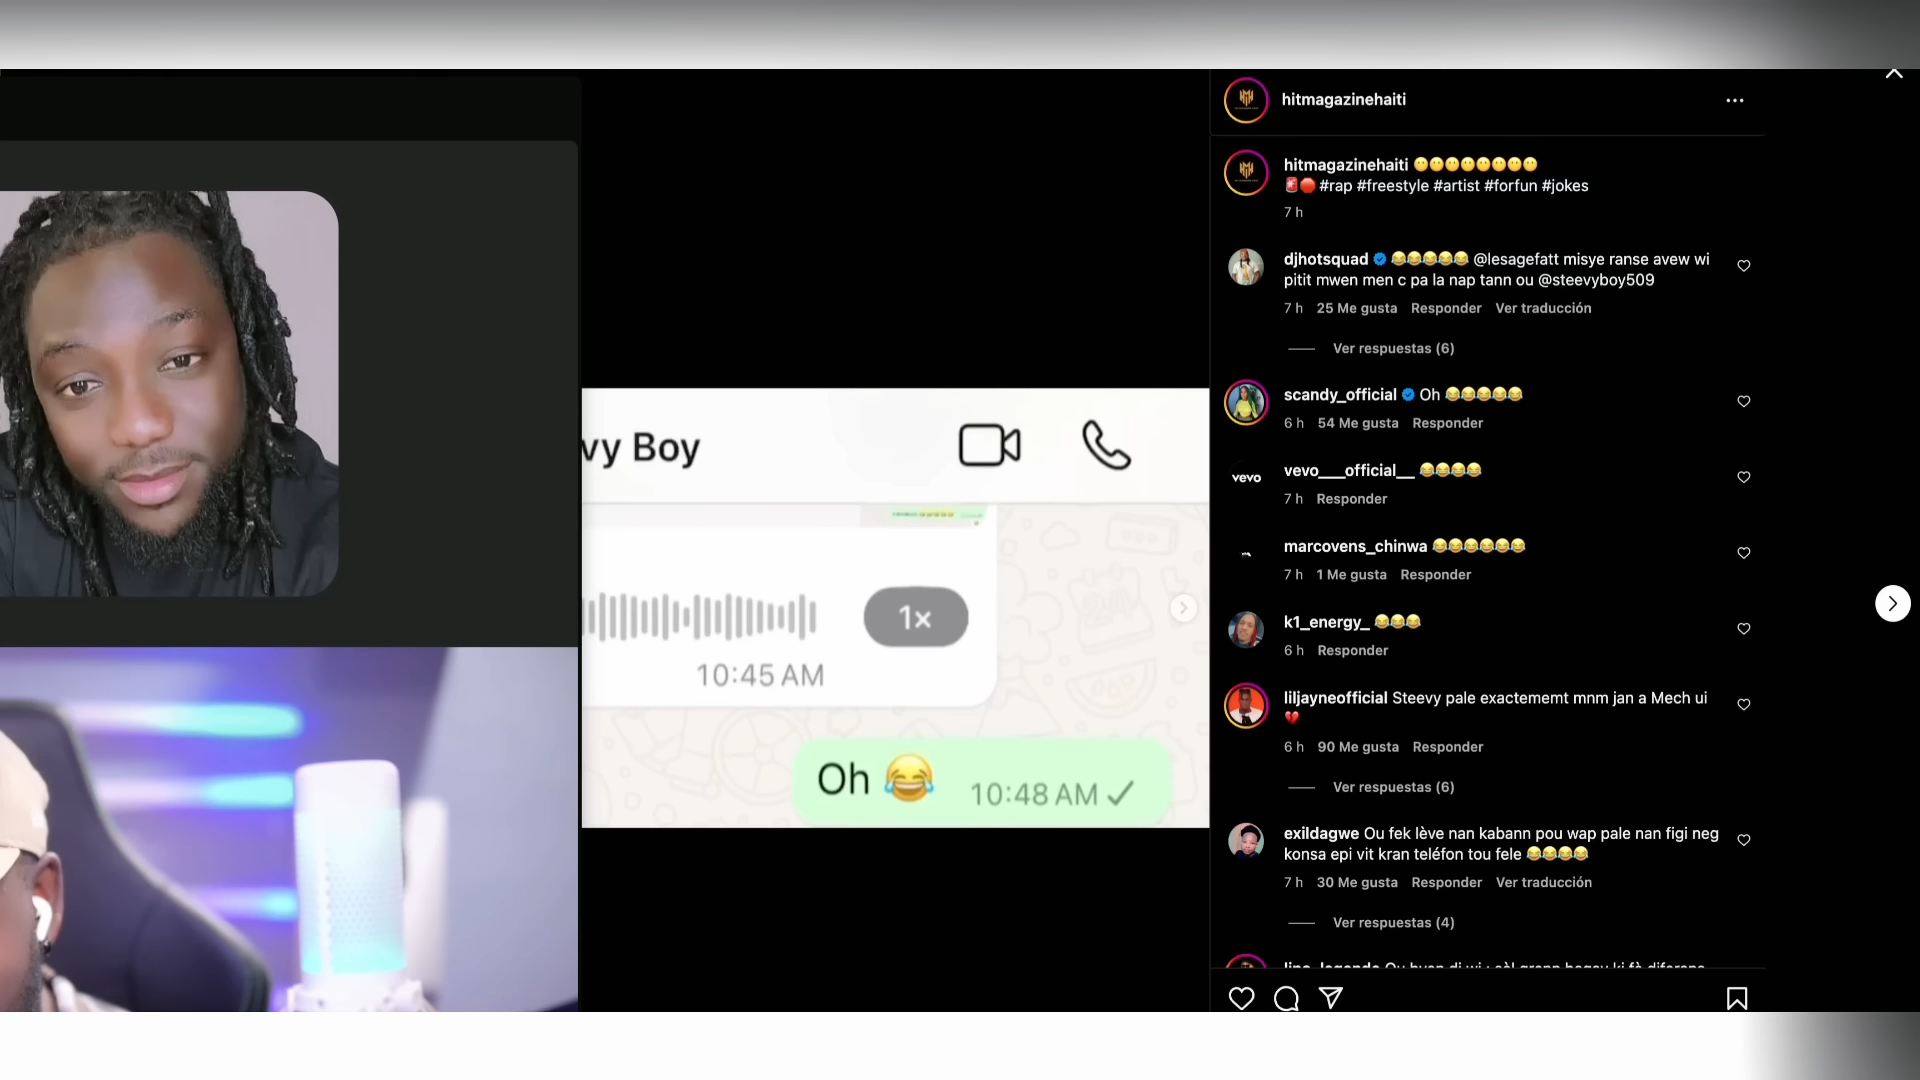 hitmagazinehaiti
hitmagazinehaiti 😶😶😶😶😶😶😶😶
🚨🛑 #rap #freestyle #artist #forfun #jokes
7 h
djhotsquad 😂😂😂😂😂 @lesagefatt misye ranse avew wi
pitit mwen men c pa la nap tann ou @steevyboy509
7 h 25 Me gusta Responder Ver traducción
Ver respuestas (6)
scandy_official Oh 😂😂😂😂😂
6 h 54 Me gusta Responder
vevo
vevo___official__ 😂😂😂😂
7 h Responder
marcovens_chinwa 😂😂😂😂😂😂
7 h 1 Me gusta Responder
k1_energy_ 😂😂😂
6 h Responder
liljayneofficial Steevy pale exactememt mnm jan a Mech ui
💔
6 h 90 Me gusta Responder
Ver respuestas (6)
exildagwe Ou fek lève nan kabann pou wap pale nan figi neg
konsa epi vit kran teléfon tou fele 😂😂😂😂
7 h 30 Me gusta Responder Ver traducción
Ver respuestas (4)
vy Boy
1×
10:45 AM
Oh 😂 10:48 AM